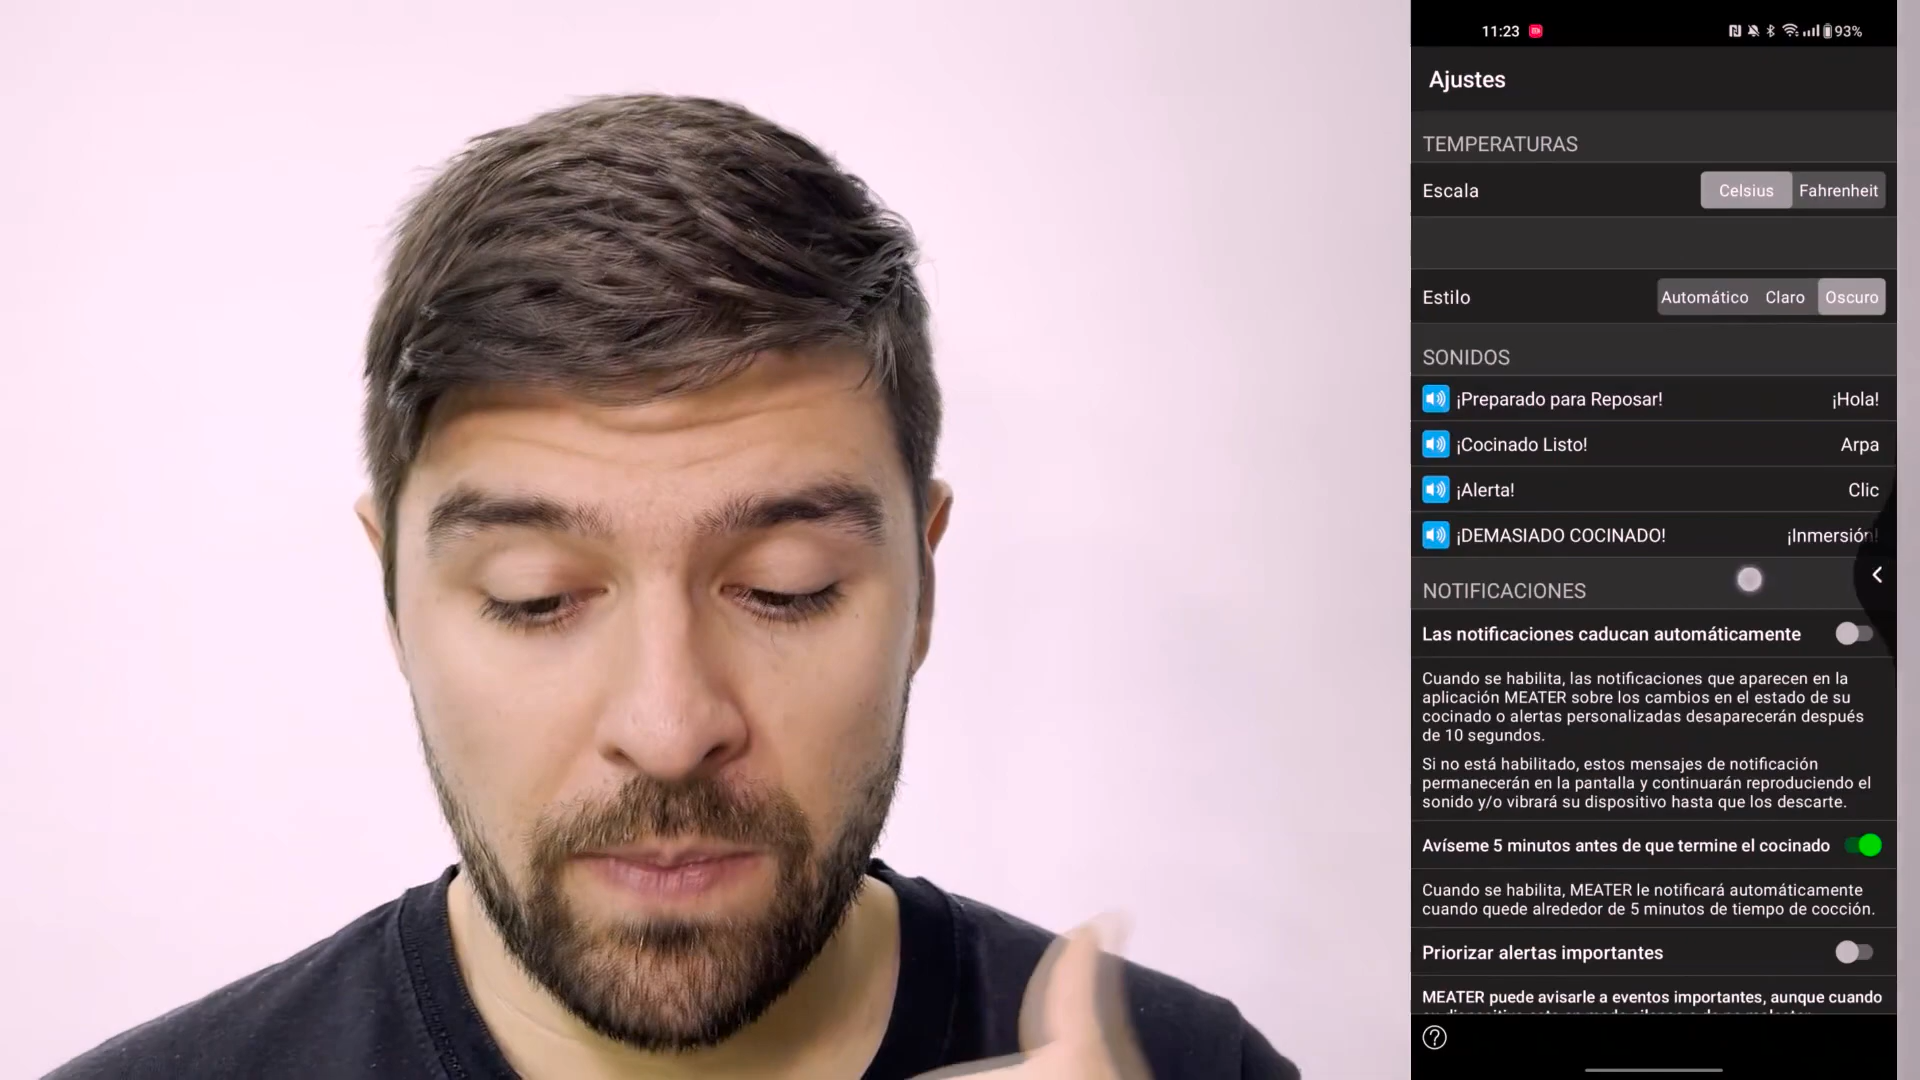 11:23
93%
Ajustes
TEMPERATURAS
Escala
Celsius
Fahrenheit
Estilo
Automático
Claro
Oscuro
SONIDOS
¡Preparado para Reposar!
¡Hola!
¡Cocinado Listo!
Arpa
¡Alerta!
Clic
¡DEMASIADO COCINADO!
¡Inmersión!
NOTIFICACIONES
Las notificaciones caducan automáticamente
Cuando se habilita, las notificaciones que aparecen en la
aplicación MEATER sobre los cambios en el estado de su
cocinado o alertas personalizadas desaparecerán después
de 10 segundos.
Si no está habilitado, estos mensajes de notificación
permanecerán en la pantalla y continuarán reproduciendo el
sonido y/o vibrará su dispositivo hasta que los descarte.
Avíseme 5 minutos antes de que termine el cocinado
Cuando se habilita, MEATER le notificará automáticamente
cuando quede alrededor de 5 minutos de tiempo de cocción.
Priorizar alertas importantes
MEATER puede avisarle a eventos importantes, aunque cuando